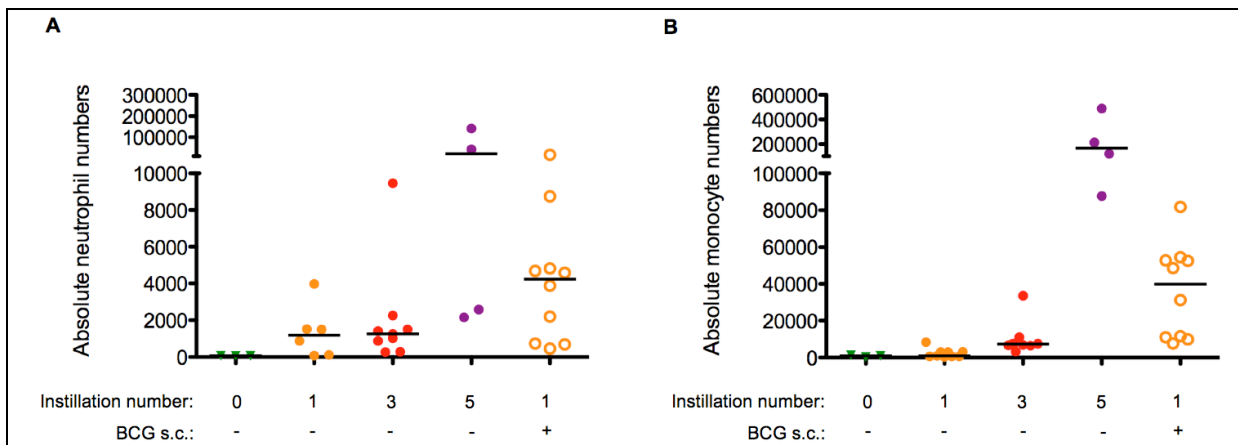 A
B
Absolute neutrophil numbers
300000
200000
100000
10000
8000
6000
4000
2000
0
Absolute monocyte numbers
600000
400000
200000
100000
80000
60000
40000
20000
0
Instillation number: 0 1 3 5 1
BCG s.c.: - - - - +
Instillation number: 0 1 3 5 1
BCG s.c.: - - - - +